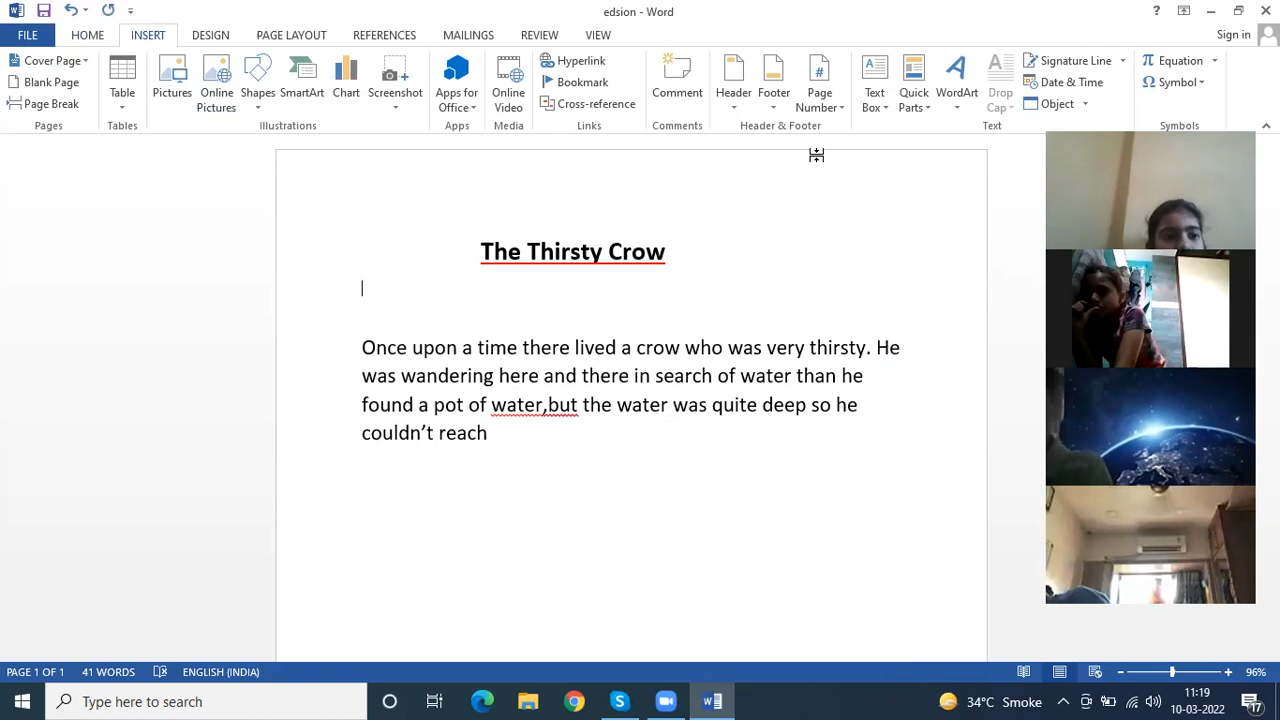 edsion - Word
FILE HOME INSERT DESIGN PAGE LAYOUT REFERENCES MAILINGS REVIEW VIEW Sign in
Cover Page
Blank Page
Page Break
Pages
Table
Tables
Pictures
Online Pictures
Shapes
SmartArt
Chart
Screenshot
Illustrations
Apps for Office
Apps
Online Video
Media
Hyperlink
Bookmark
Cross-reference
Links
Comment
Comments
Header
Footer
Page Number
Header & Footer
Text Box
Quick Parts
WordArt
Drop Cap
Signature Line
Date & Time
Object
Text
Equation
Symbol
Symbols
The Thirsty Crow
Once upon a time there lived a crow who was very thirsty. He
was wandering here and there in search of water than he
found a pot of water,but the water was quite deep so he
couldn’t reach
PAGE 1 OF 1 41 WORDS ENGLISH (INDIA) 96%
Type here to search
34°C Smoke
11:19
10-03-2022
17